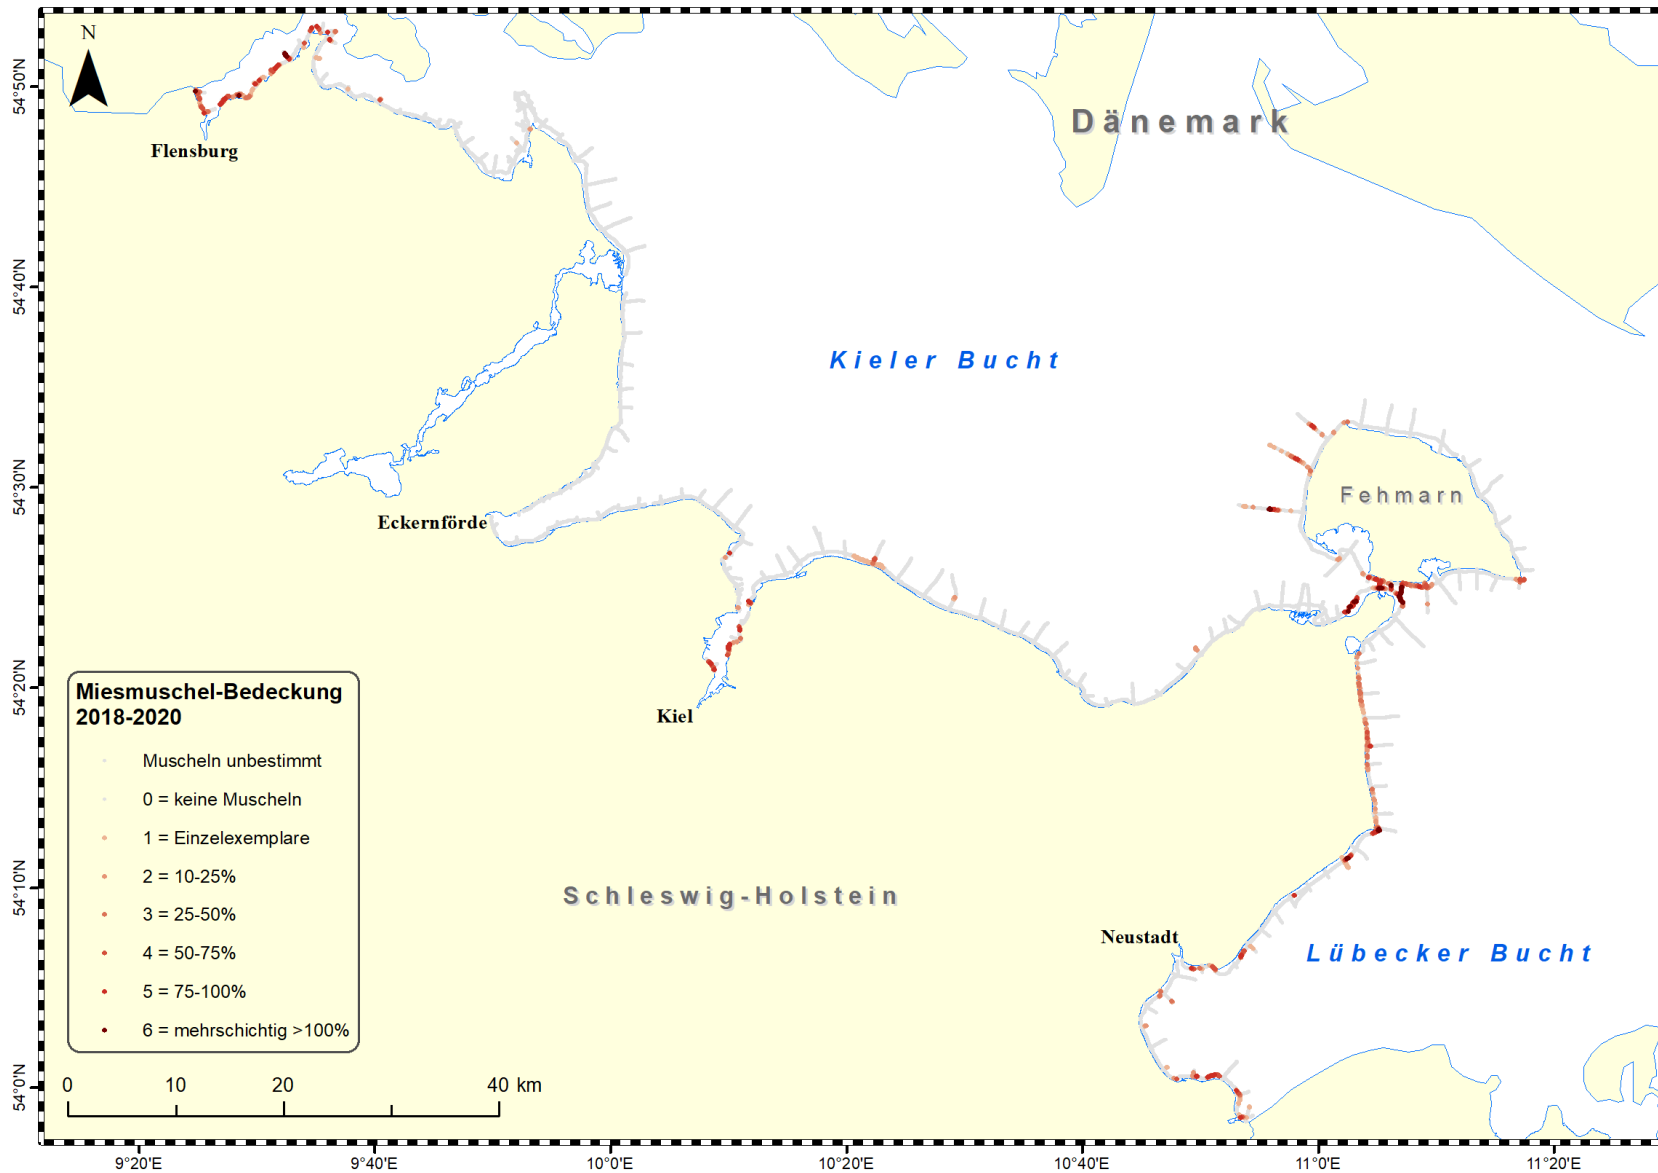 N
Dänemark
Flensburg
Kieler Bucht
Fehmarn
Eckernförde
Kiel
Schleswig-Holstein
Neustadt
Lübecker Bucht
Miesmuschel-Bedeckung
2018-2020
Muscheln unbestimmt
0 = keine Muscheln
1 = Einzelexemplare
2 = 10-25%
3 = 25-50%
4 = 50-75%
5 = 75-100%
6 = mehrschichtig >100%
0 10 20 40 km
54°50'N
54°40'N
54°30'N
54°20'N
54°10'N
54°0'N
9°20'E 9°40'E 10°0'E 10°20'E 10°40'E 11°0'E 11°20'E